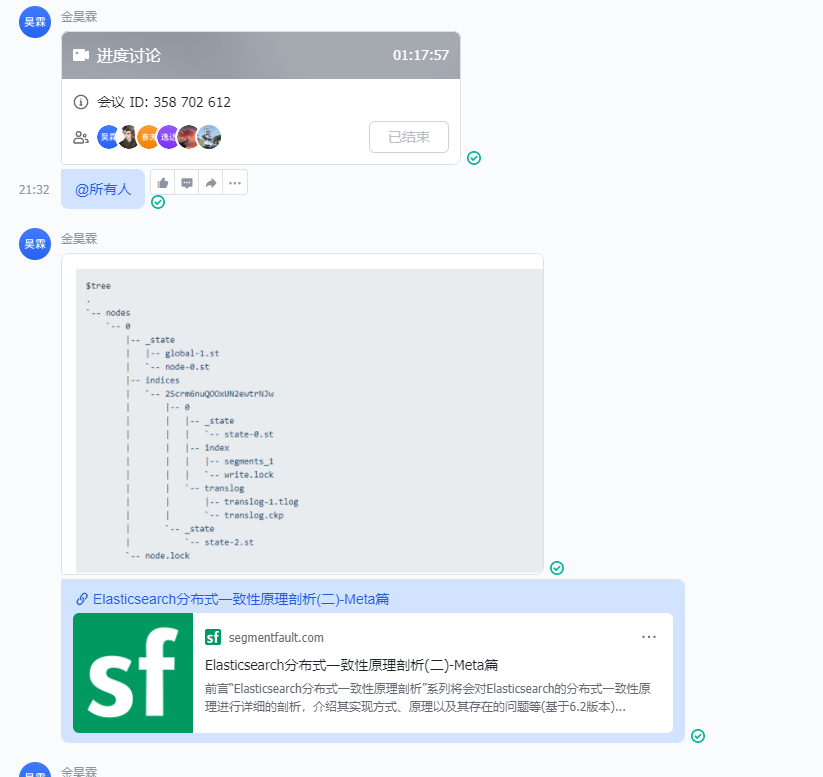 金昊霖
昊霖
进度讨论 01:17:57
会议 ID: 358 702 612
昊霖 春天 逸达
已结束
21:32 @所有人
金昊霖
昊霖
$tree
.
`-- nodes
`-- 0
|-- _state
| |-- global-1.st
| `-- node-0.st
|-- indices
| `-- 2Scrm6nuQOOxUN2ewtrNJw
| |-- 0
| | |-- _state
| | | `-- state-0.st
| | |-- index
| | | |-- segments_1
| | | `-- write.lock
| | `-- translog
| | |-- translog-1.tlog
| | `-- translog.ckp
| `-- _state
| `-- state-2.st
`-- node.lock
Elasticsearch分布式一致性原理剖析(二)-Meta篇
sf
sf segmentfault.com
Elasticsearch分布式一致性原理剖析(二)-Meta篇
前言“Elasticsearch分布式一致性原理剖析”系列将会对Elasticsearch的分布式一致性原
理进行详细的剖析，介绍其实现方式、原理以及其存在的问题等(基于6.2版本)...
金昊霖
昊霖